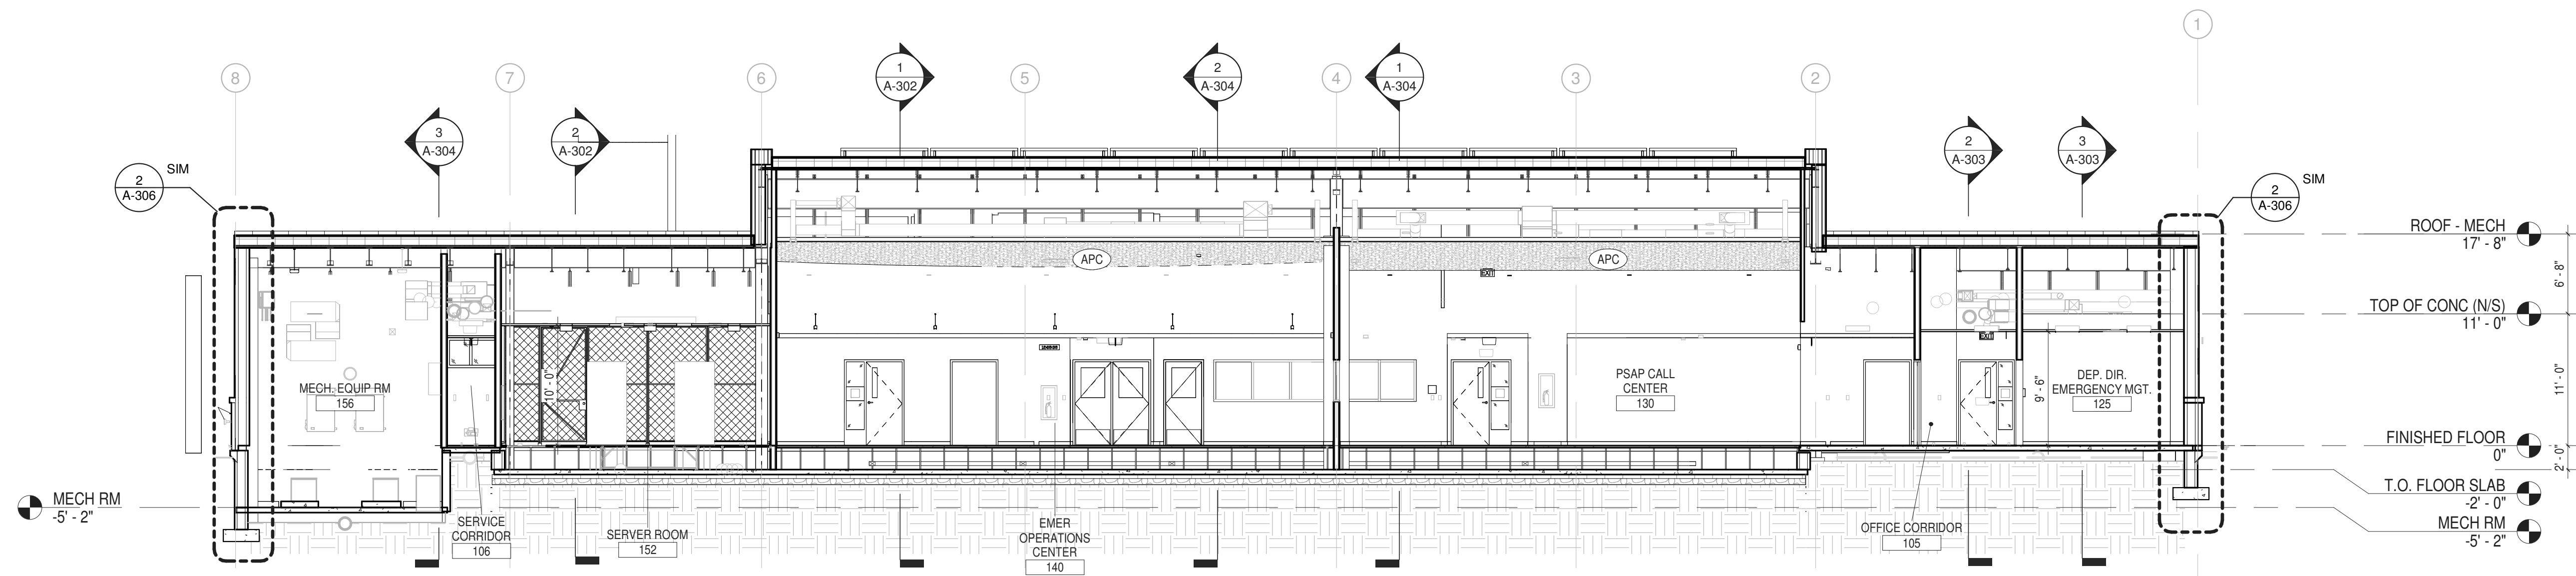 1
8
7
6
5
4
3
2
1
A-302
2
A-304
1
A-304
3
A-304
2
A-302
2
A-303
3
A-303
2
A-306
SIM
2
A-306
SIM
ROOF - MECH
17' - 8"
6' - 8"
TOP OF CONC (N/S)
11' - 0"
11' - 0"
FINISHED FLOOR
0"
2' - 0"
T.O. FLOOR SLAB
-2' - 0"
MECH RM
-5' - 2"
MECH RM
-5' - 2"
APC
APC
EXIT
EXIT
MECH. EQUIP RM
156
10' - 0"
PSAP CALL
CENTER
130
9' - 6"
DEP. DIR.
EMERGENCY MGT.
125
SERVICE
CORRIDOR
106
SERVER ROOM
152
EMER
OPERATIONS
CENTER
140
OFFICE CORRIDOR
105